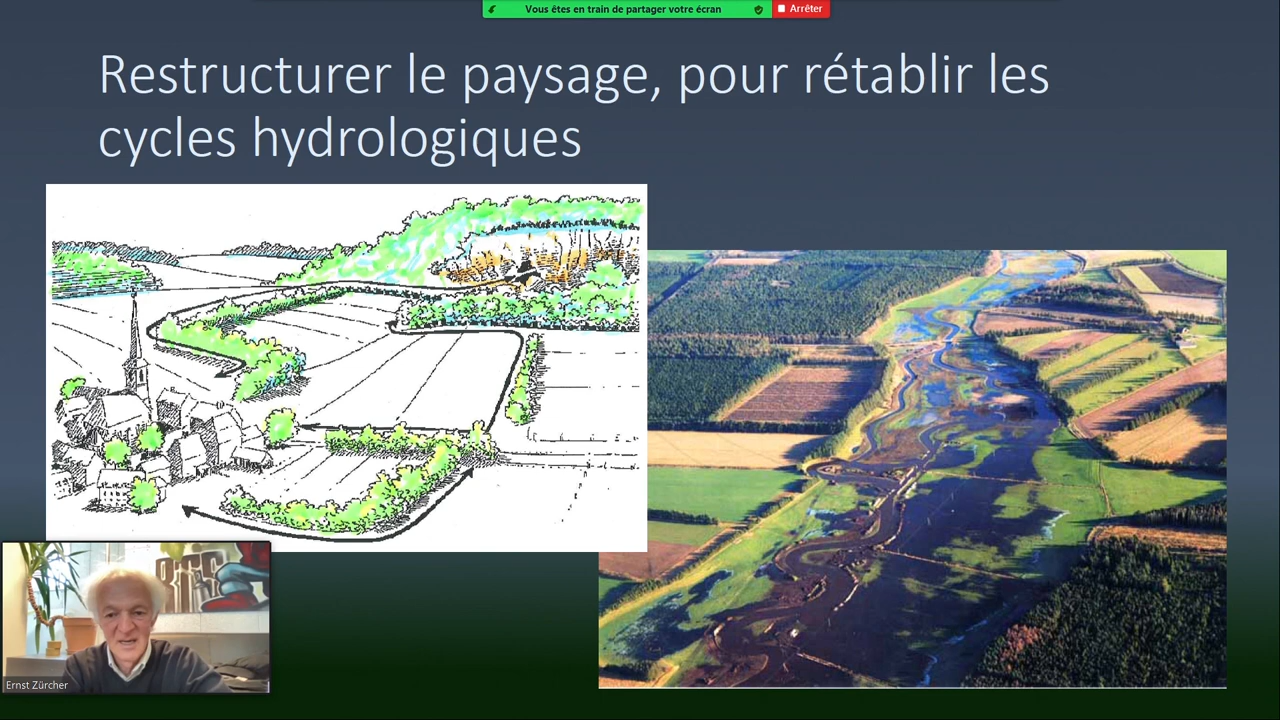 Vous êtes en train de partager votre écran
Arrêter
Restructurer le paysage, pour rétablir les
cycles hydrologiques
Ernst Zürcher